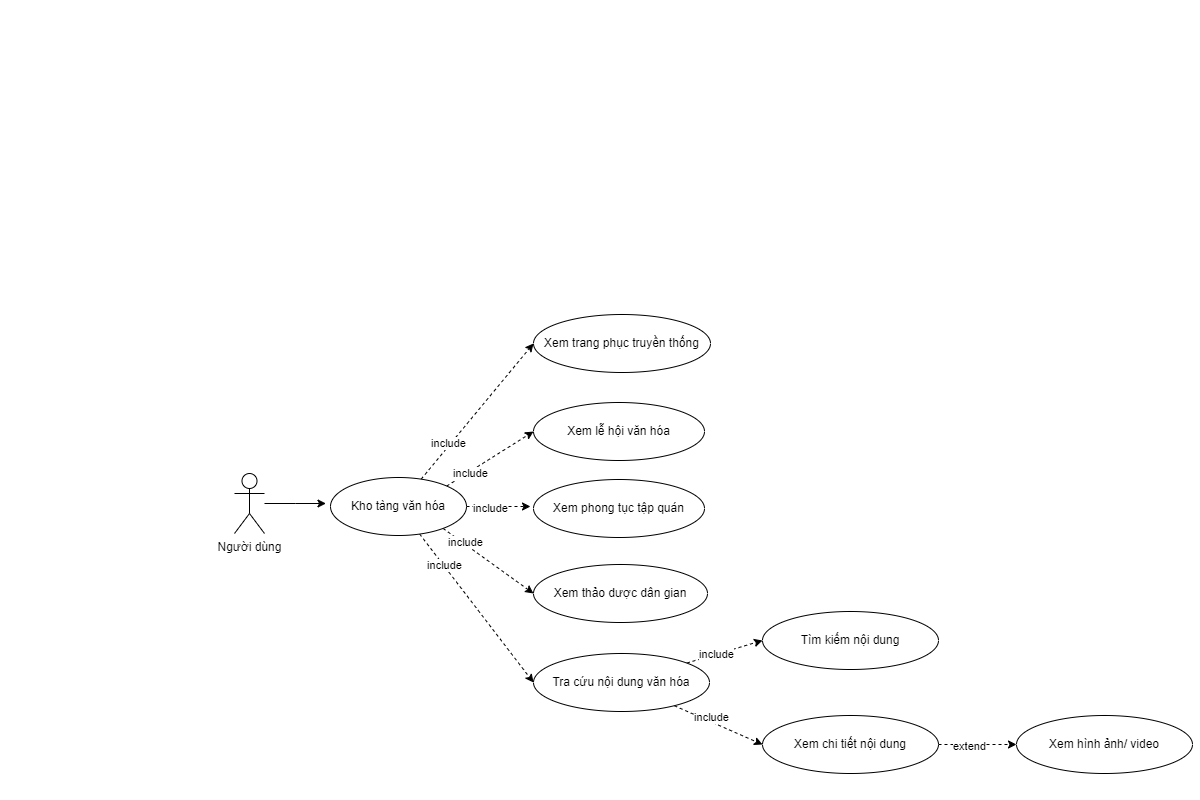 Xem trang phục truyền thống
include
Xem lễ hội văn hóa
include
Kho tàng văn hóa
include
Xem phong tục tập quán
Người dùng
include
include
Xem thảo dược dân gian
Tra cứu nội dung văn hóa
include
Tìm kiếm nội dung
include
Xem chi tiết nội dung
extend
Xem hình ảnh/ video